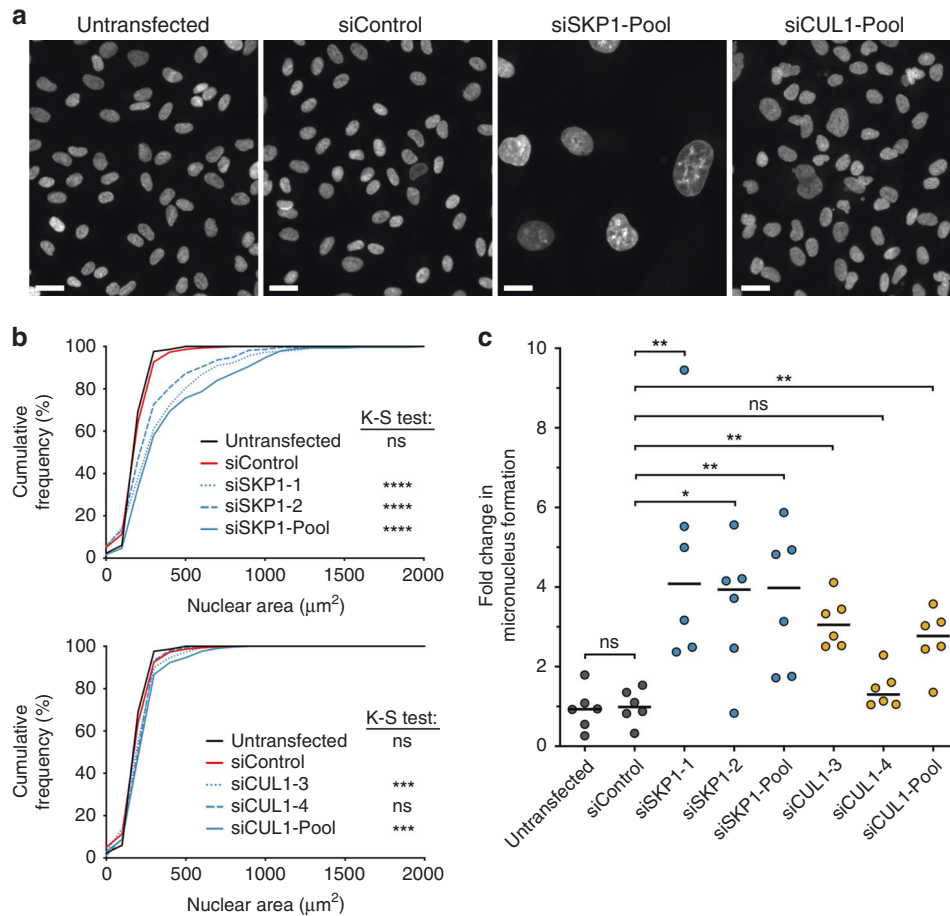 a
Untransfected siControl siSKP1-Pool siCUL1-Pool
b
100
80
60
40
20
0
Cumulative
frequency (%)
K-S test:
Untransfected ns
siControl
siSKP1-1 ****
siSKP1-2 ****
siSKP1-Pool ****
0 500 1000 1500 2000
Nuclear area (μm²)
100
80
60
40
20
0
Cumulative
frequency (%)
K-S test:
Untransfected ns
siControl
siCUL1-3 ***
siCUL1-4 ns
siCUL1-Pool ***
0 500 1000 1500 2000
Nuclear area (μm²)
c
10
8
6
4
2
0
Fold change in
micronucleus formation
**
**
ns
**
**
*
ns
Untransfected
siControl
siSKP1-1
siSKP1-2
siSKP1-Pool
siCUL1-3
siCUL1-4
siCUL1-Pool